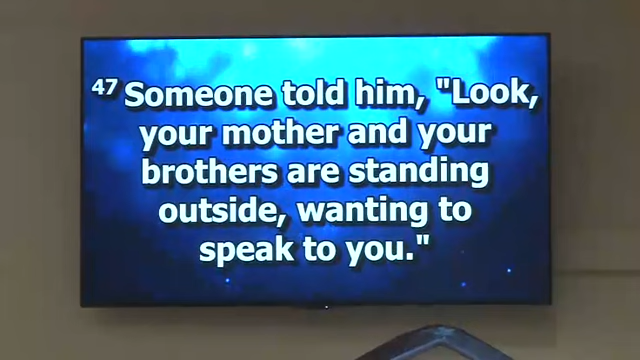 47 Someone told him, "Look,
your mother and your
brothers are standing
outside, wanting to
speak to you."